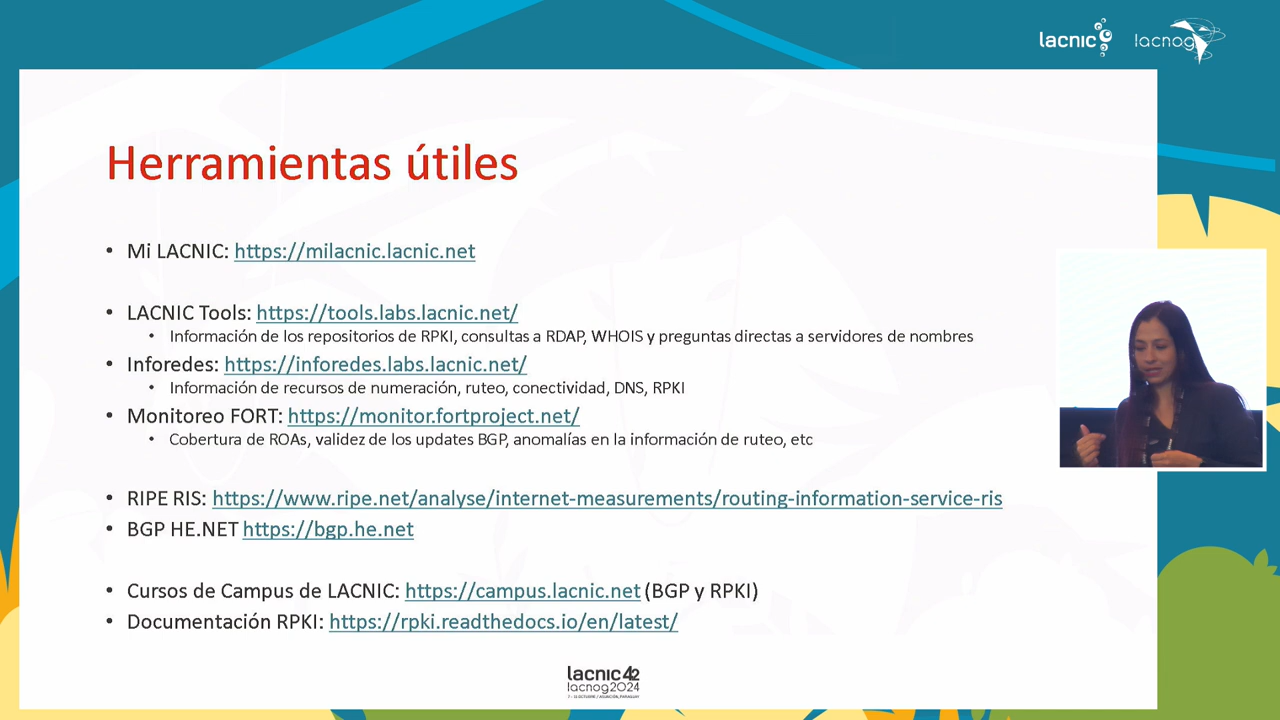 lacnic
lacnog
Herramientas útiles
• Mi LACNIC: https://milacnic.lacnic.net
• LACNIC Tools: https://tools.labs.lacnic.net/
• Información de los repositorios de RPKI, consultas a RDAP, WHOIS y preguntas directas a servidores de nombres
• Inforedes: https://inforedes.labs.lacnic.net/
• Información de recursos de numeración, ruteo, conectividad, DNS, RPKI
• Monitoreo FORT: https://monitor.fortproject.net/
• Cobertura de ROAs, validez de los updates BGP, anomalías en la información de ruteo, etc
• RIPE RIS: https://www.ripe.net/analyse/internet-measurements/routing-information-service-ris
• BGP HE.NET https://bgp.he.net
• Cursos de Campus de LACNIC: https://campus.lacnic.net (BGP y RPKI)
• Documentación RPKI: https://rpki.readthedocs.io/en/latest/
lacnic 42
lacnog2024